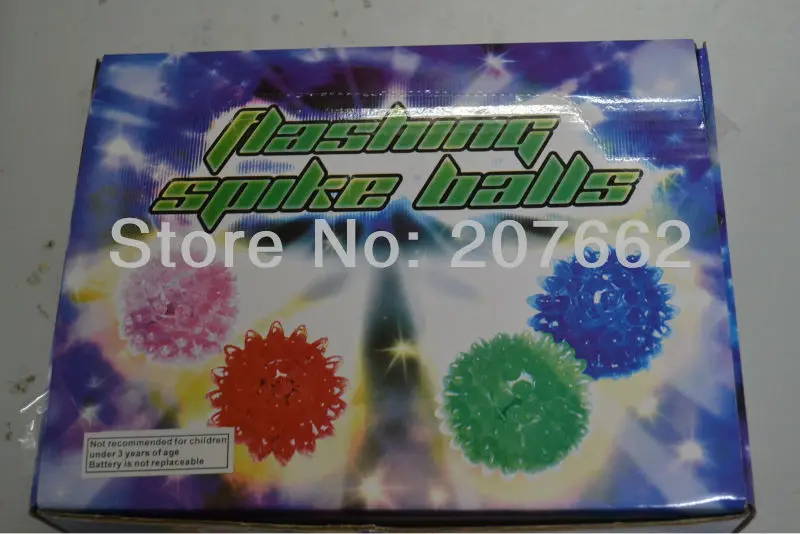 flashing
spike balls
Store No: 207662
Not recommended for children
under 3 years of age
Battery is not replaceable